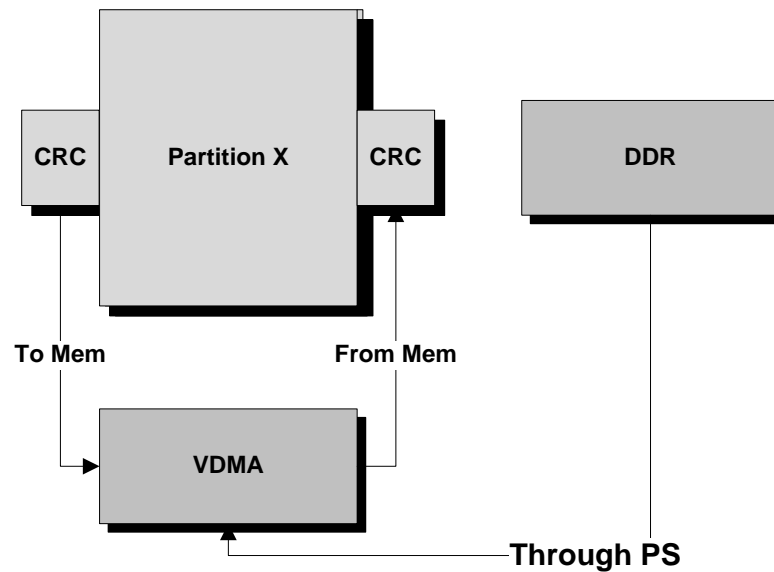 CRC
Partition X
CRC
DDR
To Mem
From Mem
VDMA
Through PS